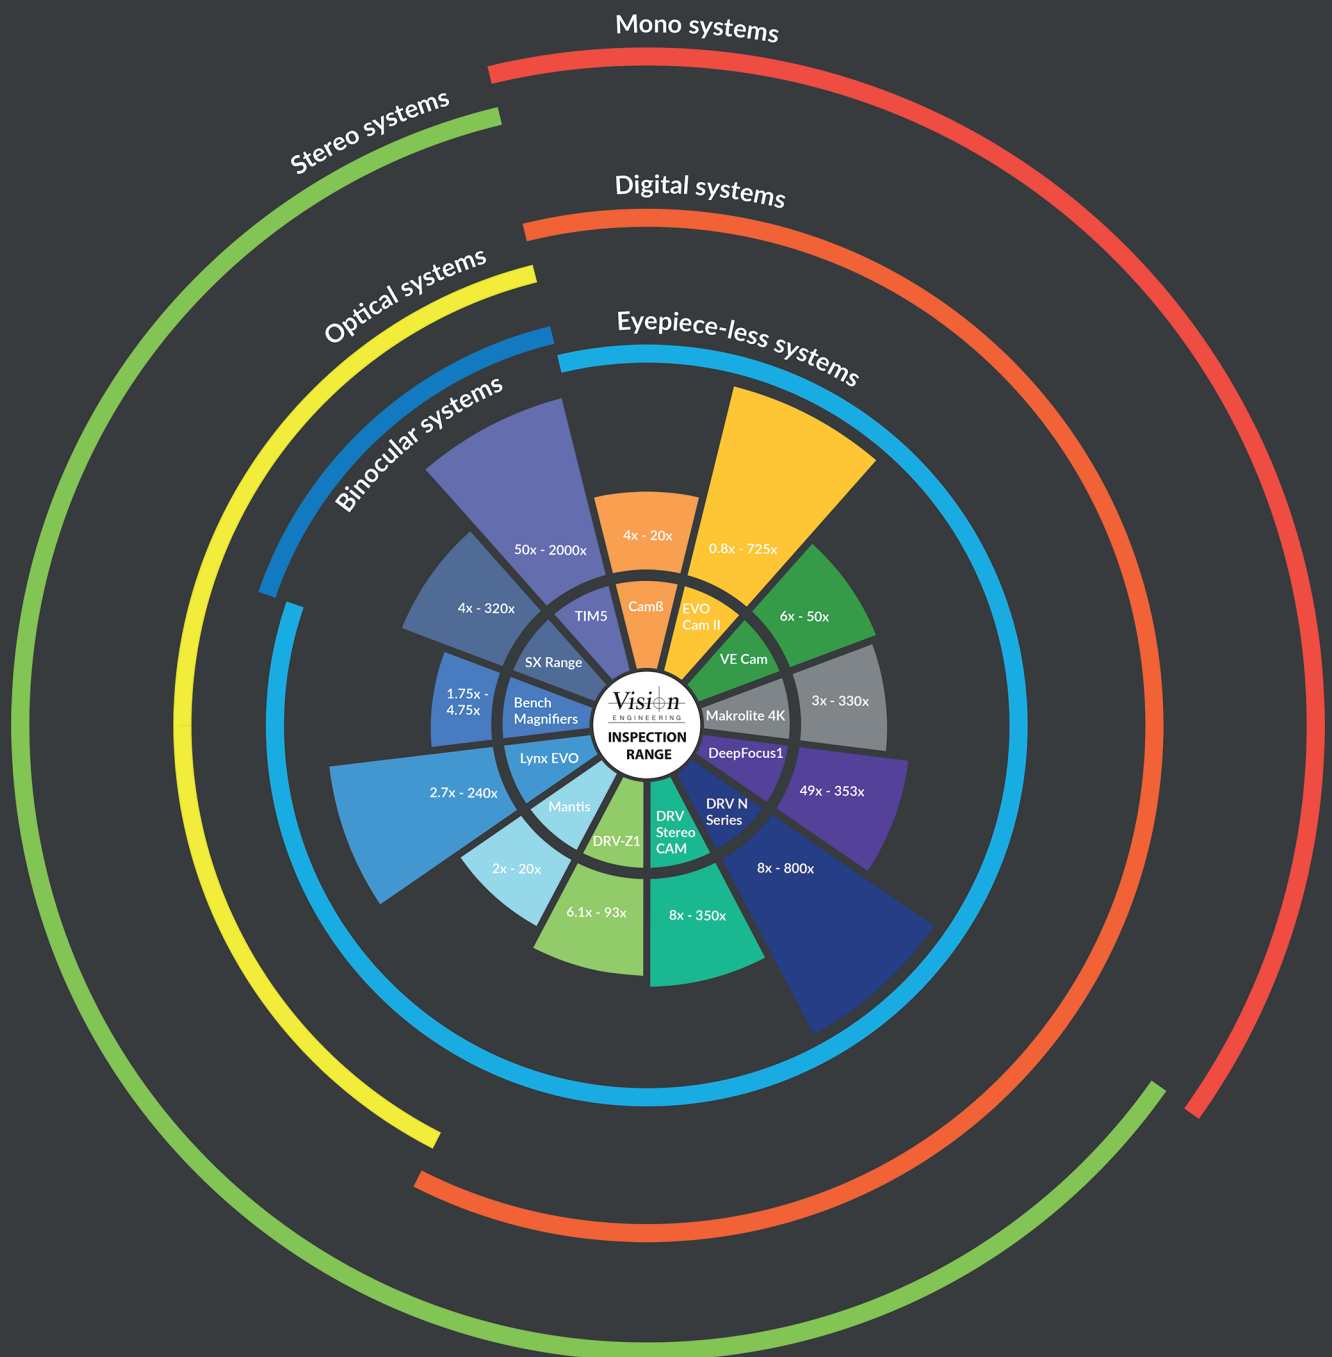 Mono systems
Stereo systems
Digital systems
Optical systems
Eyepiece-less systems
Binocular systems
4x - 20x
Camß
0.8x - 725x
EVO
Cam II
6x - 50x
VE Cam
3x - 330x
Makrolite 4K
49x - 353x
DeepFocus1
8x - 800x
DRV N
Series
8x - 350x
DRV
Stereo
CAM
6.1x - 93x
DRV-Z1
2x - 20x
Mantis
2.7x - 240x
Lynx EVO
1.75x -
4.75x
Bench
Magnifiers
4x - 320x
SX Range
50x - 2000x
TIM5
Vision
ENGINEERING
INSPECTION
RANGE